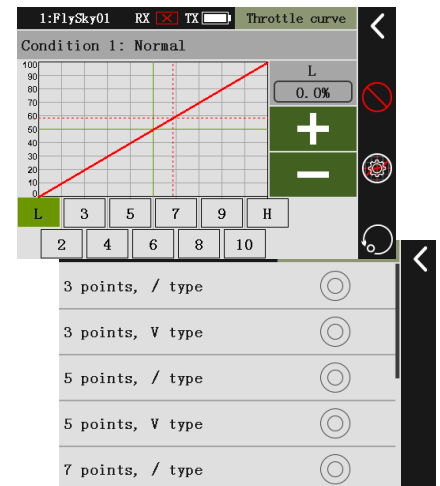 1:FlySky01 RX TX Throttle curve
Condition 1: Normal
100
90
80
70
60
50
40
30
20
10
0
L
0. 0%
L 3 5 7 9 H
2 4 6 8 10
3 points, / type
3 points, V type
5 points, / type
5 points, V type
7 points, / type